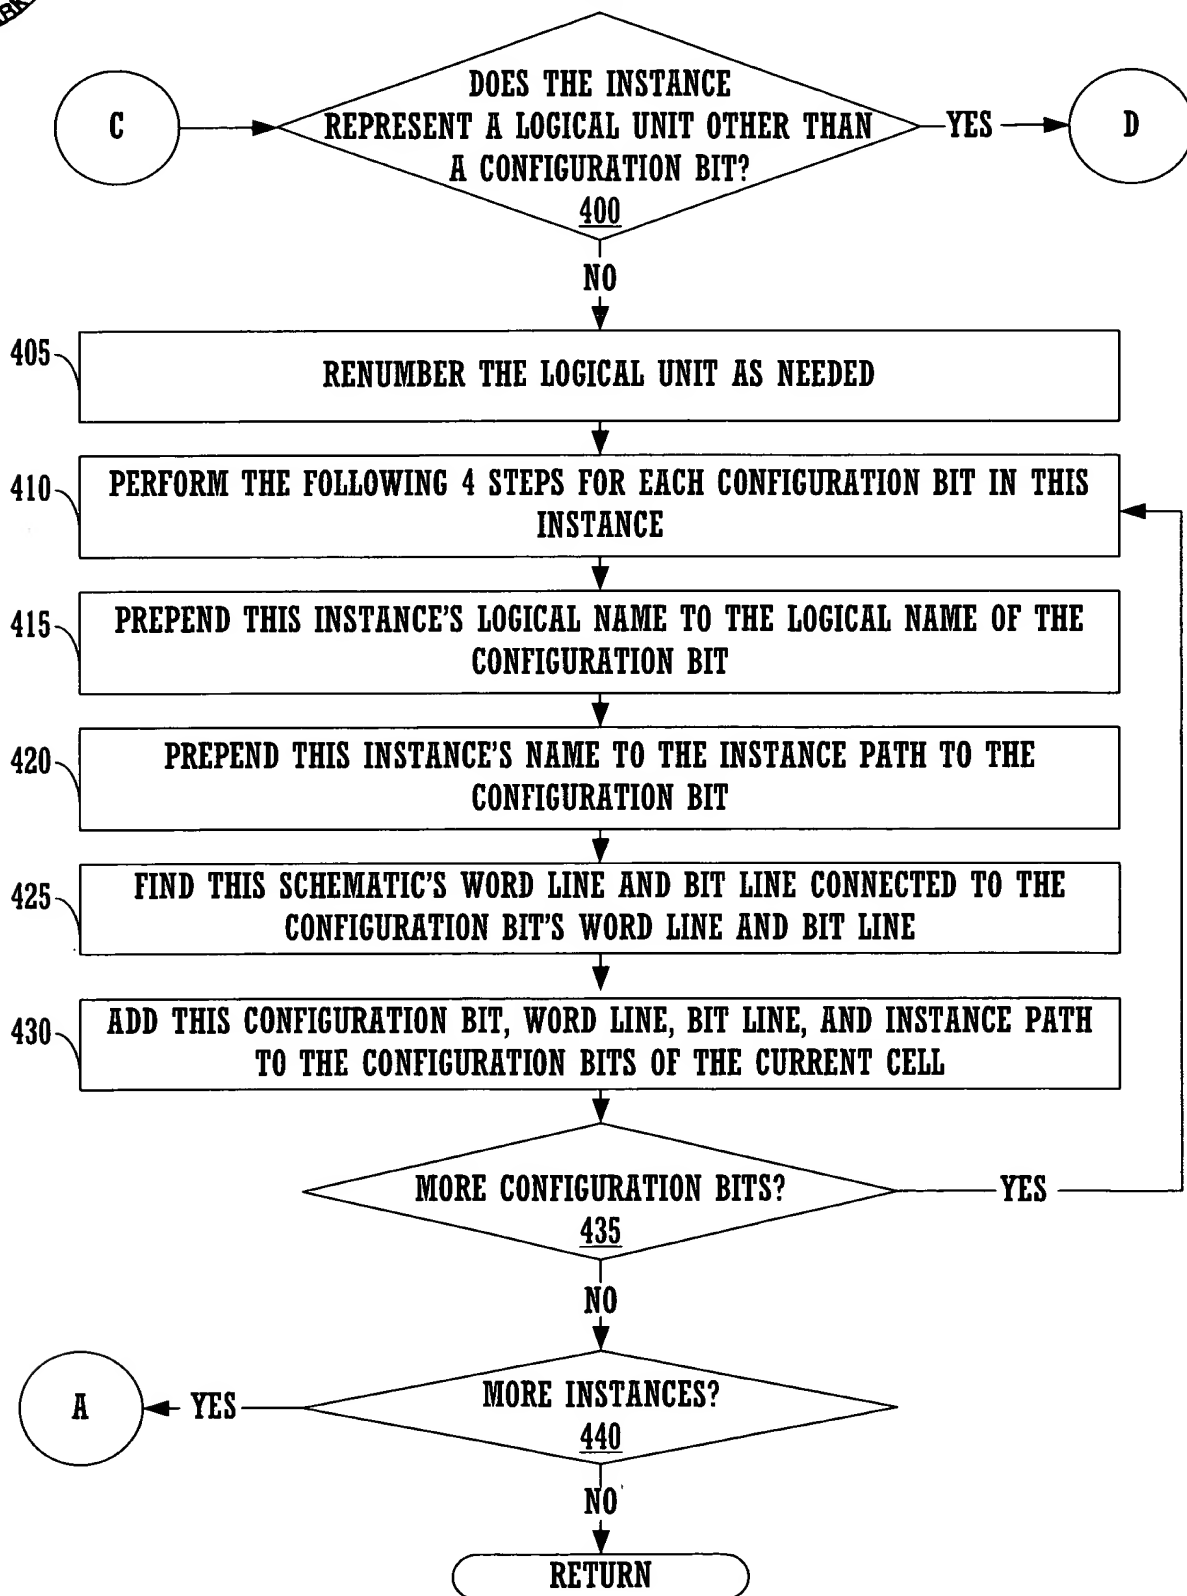 DOES THE INSTANCE
REPRESENT A LOGICAL UNIT OTHER THAN
A CONFIGURATION BIT?
400
C
YES
D
NO
405
RENUMBER THE LOGICAL UNIT AS NEEDED
410
PERFORM THE FOLLOWING 4 STEPS FOR EACH CONFIGURATION BIT IN THIS
INSTANCE
415
PREPEND THIS INSTANCE'S LOGICAL NAME TO THE LOGICAL NAME OF THE
CONFIGURATION BIT
420
PREPEND THIS INSTANCE'S NAME TO THE INSTANCE PATH TO THE
CONFIGURATION BIT
425
FIND THIS SCHEMATIC'S WORD LINE AND BIT LINE CONNECTED TO THE
CONFIGURATION BIT'S WORD LINE AND BIT LINE
430
ADD THIS CONFIGURATION BIT, WORD LINE, BIT LINE, AND INSTANCE PATH
TO THE CONFIGURATION BITS OF THE CURRENT CELL
MORE CONFIGURATION BITS?
435
YES
NO
A
YES
MORE INSTANCES?
440
NO
RETURN